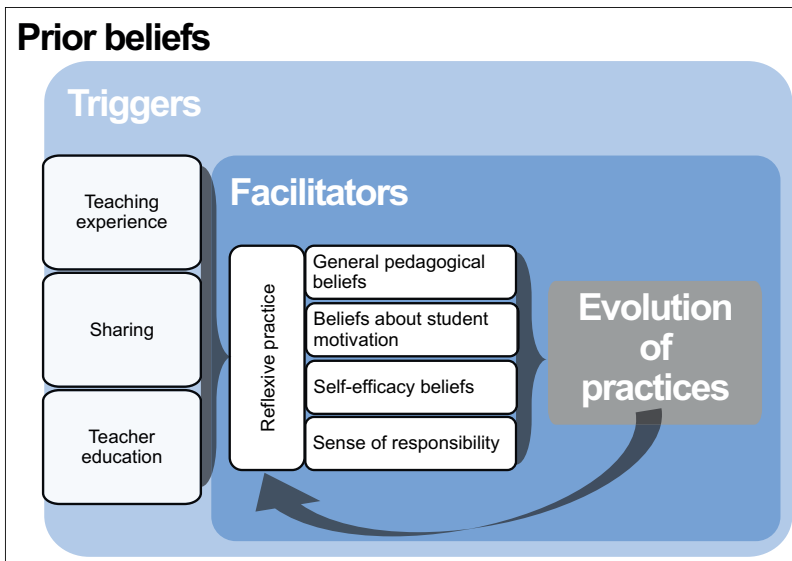 Prior beliefs
Triggers
Teaching
experience
Sharing
Teacher
education
Facilitators
Reflexive practice
General pedagogical
beliefs
Beliefs about student
motivation
Self-efficacy beliefs
Sense of responsibility
Evolution
of
practices